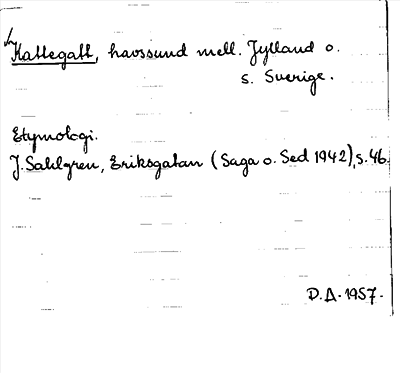 Kattegatt, havssund mell. Jylland o.
s. Sverige.
Etymologi.
J. Sahlgren, Eriksgatan (Saga o. Sed 1942), s. 46.
D.A. 1957.